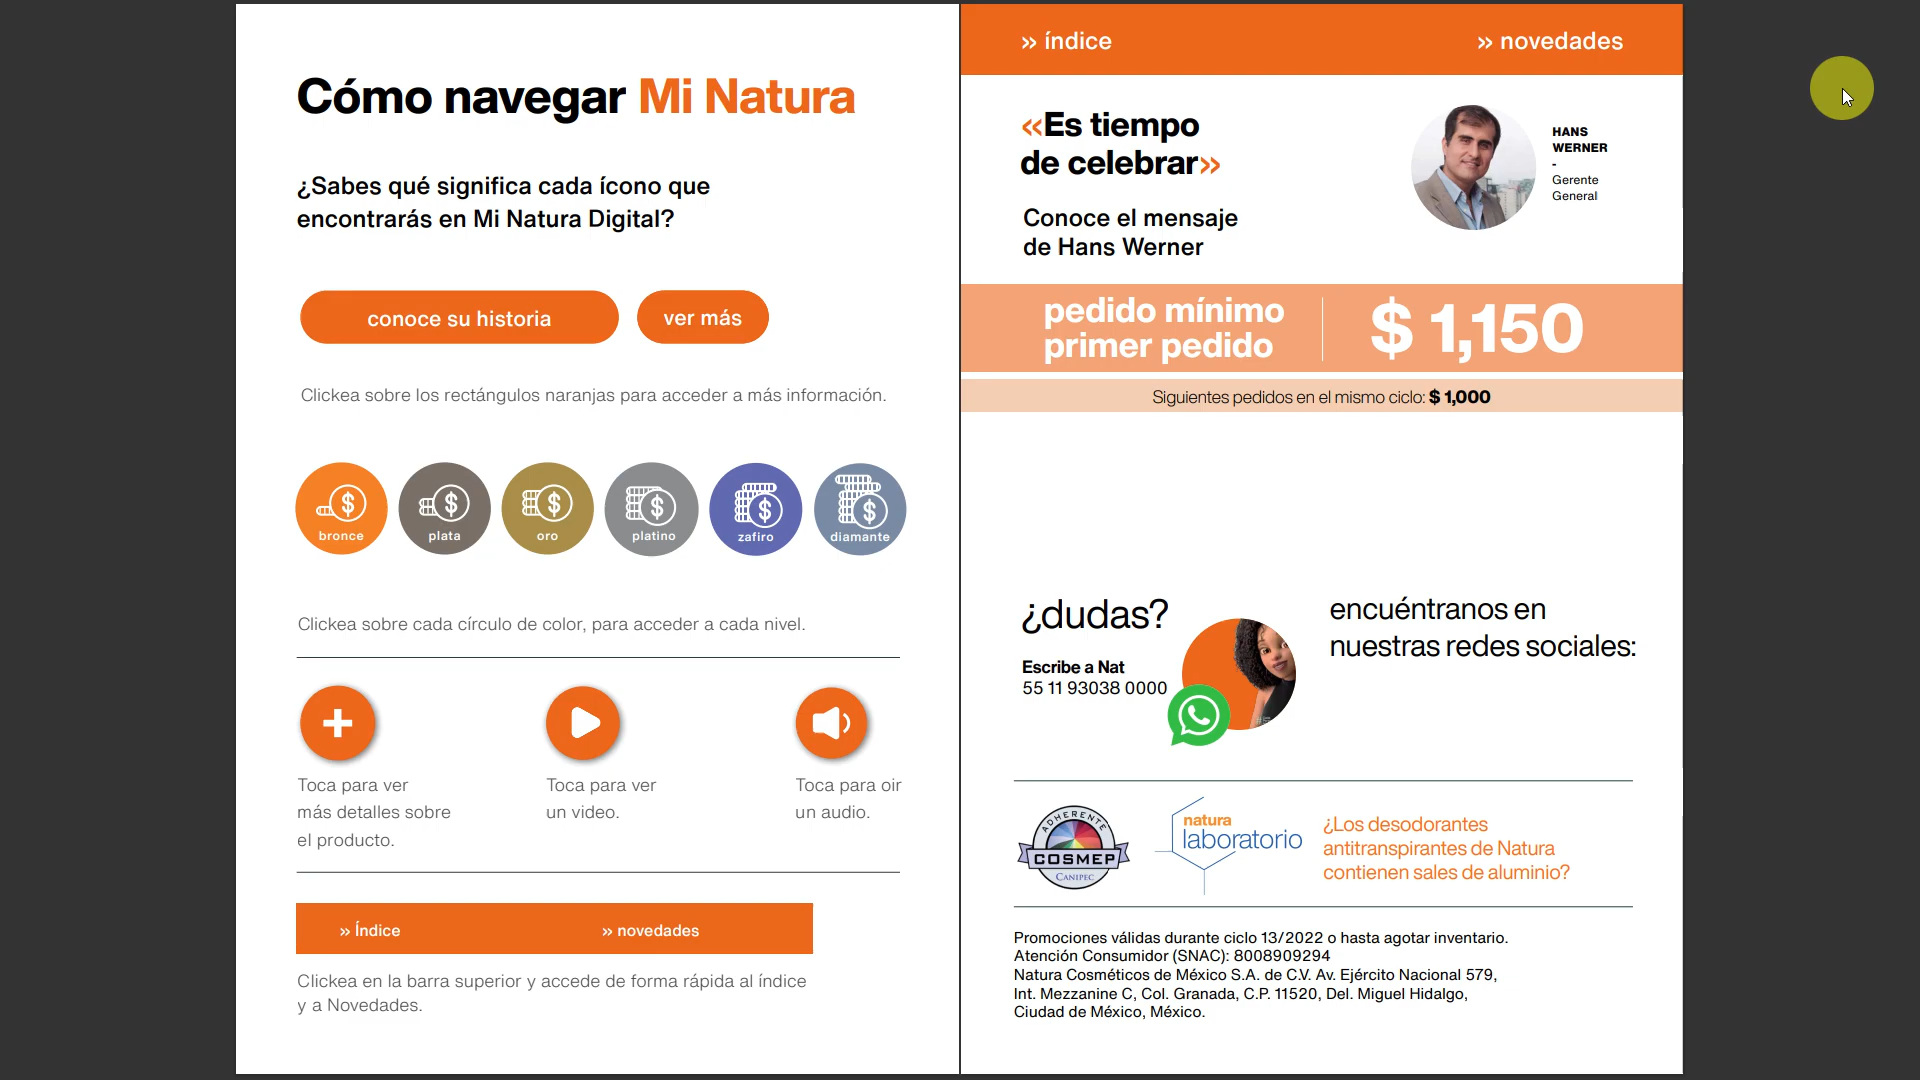 Cómo navegar Mi Natura
¿Sabes qué significa cada ícono que
encontrarás en Mi Natura Digital?
conoce su historia
ver más
Clickea sobre los rectángulos naranjas para acceder a más información.
bronce
plata
oro
platino
zafiro
diamante
Clickea sobre cada círculo de color, para acceder a cada nivel.
Toca para ver
más detalles sobre
el producto.
Toca para ver
un video.
Toca para oir
un audio.
» Índice
» novedades
Clickea en la barra superior y accede de forma rápida al índice
y a Novedades.
» índice
» novedades
«Es tiempo
de celebrar»
Conoce el mensaje
de Hans Werner
HANS
WERNER
-
Gerente
General
pedido mínimo
primer pedido
$ 1,150
Siguientes pedidos en el mismo ciclo: $ 1,000
¿dudas?
Escribe a Nat
55 11 93038 0000
encuéntranos en
nuestras redes sociales:
ADHERENTE
COSMEP
CANIPEC
natura
laboratorio
¿Los desodorantes
antitranspirantes de Natura
contienen sales de aluminio?
Promociones válidas durante ciclo 13/2022 o hasta agotar inventario.
Atención Consumidor (SNAC): 8008909294
Natura Cosméticos de México S.A. de C.V. Av. Ejército Nacional 579,
Int. Mezzanine C, Col. Granada, C.P. 11520, Del. Miguel Hidalgo,
Ciudad de México, México.